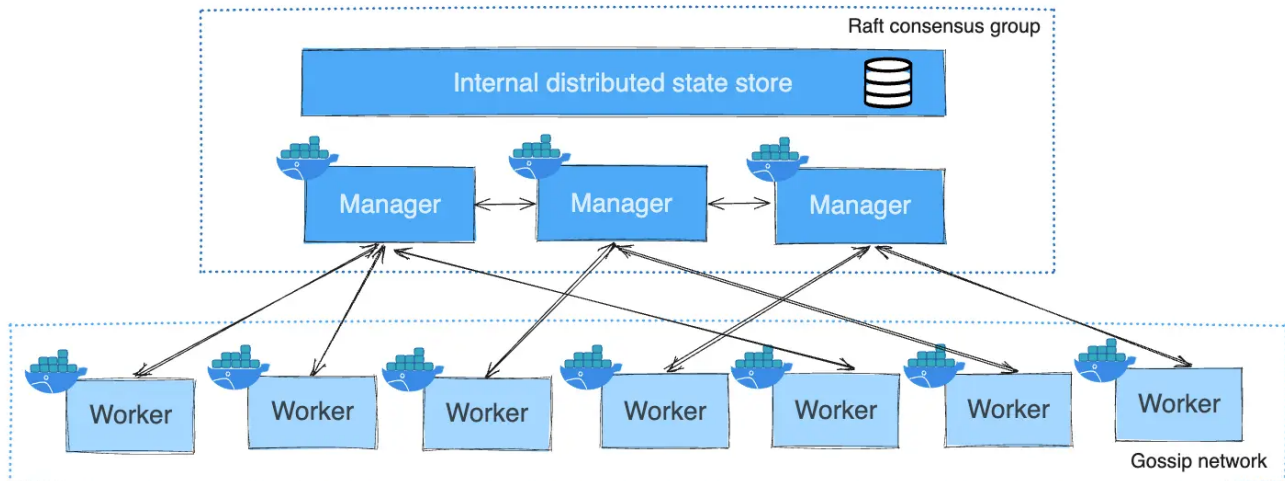 Raft consensus group
Internal distributed state store
Manager
Manager
Manager
Worker
Worker
Worker
Worker
Worker
Worker
Worker
Gossip network